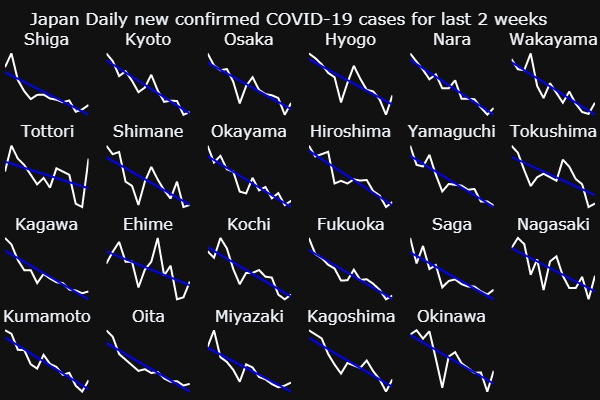 Japan Daily new confirmed COVID-19 cases for last 2 weeks
Shiga Kyoto Osaka Hyogo Nara Wakayama
Tottori Shimane Okayama Hiroshima Yamaguchi Tokushima
Kagawa Ehime Kochi Fukuoka Saga Nagasaki
Kumamoto Oita Miyazaki Kagoshima Okinawa